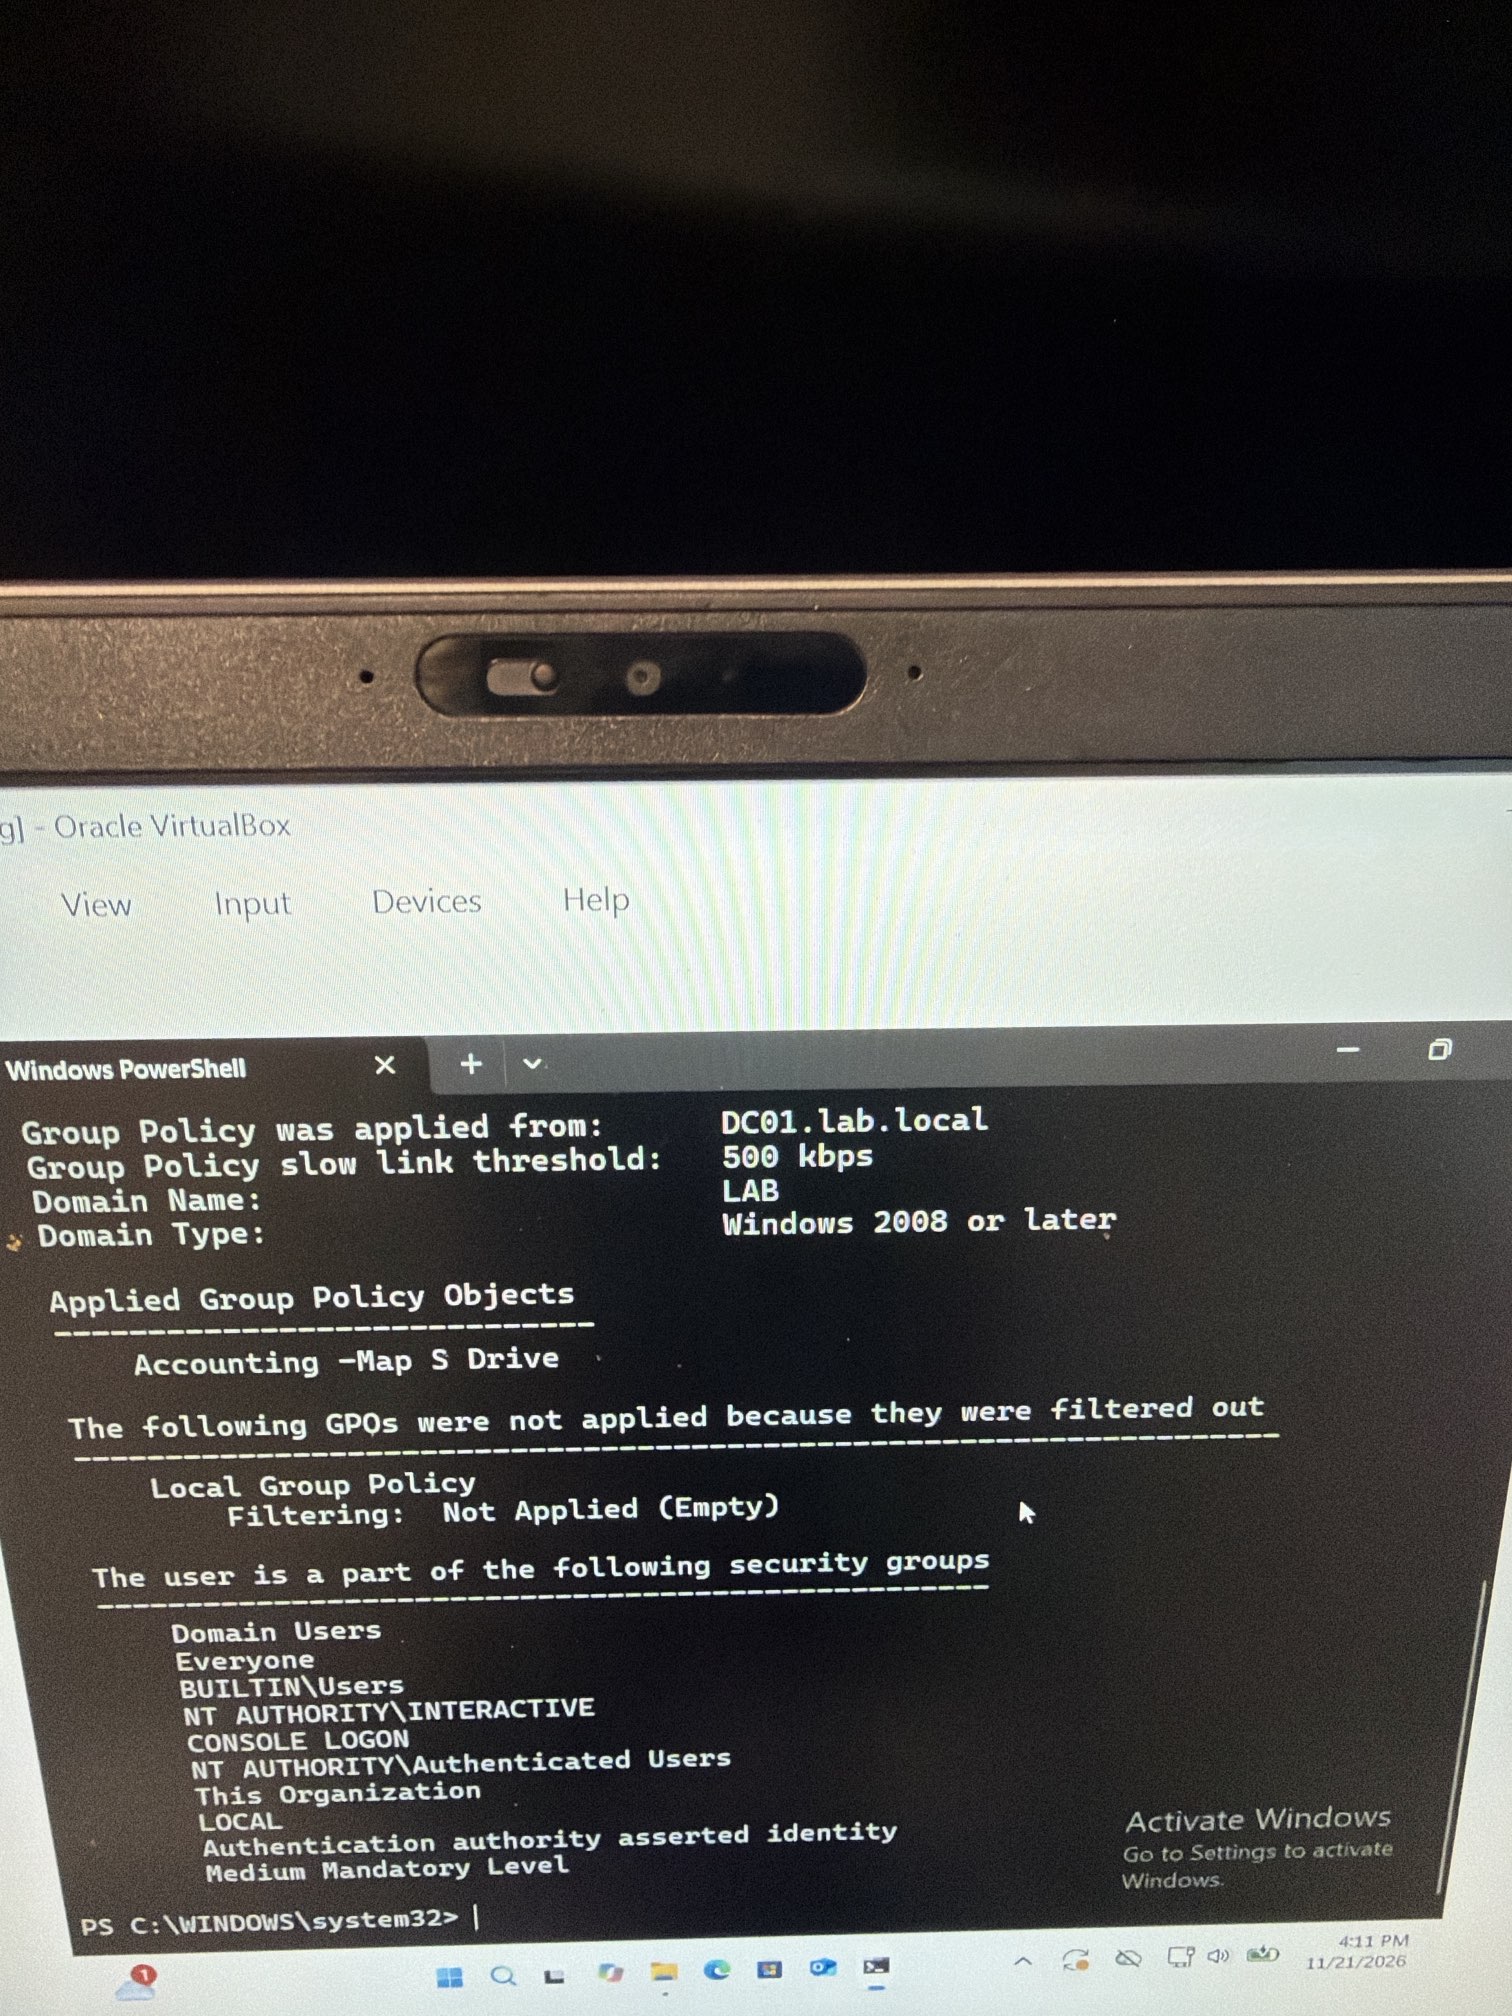 - Oracle VirtualBox
View Input Devices Help
Windows PowerShell
Group Policy was applied from: DC01.lab.local
Group Policy slow link threshold: 500 kbps
Domain Name: LAB
Domain Type: Windows 2008 or later
Applied Group Policy Objects
-----------------------------
Accounting -Map S Drive
The following GPOs were not applied because they were filtered out
-------------------------------------------------------------------
Local Group Policy
Filtering: Not Applied (Empty)
The user is a part of the following security groups
---------------------------------------------------
Domain Users
Everyone
BUILTIN\Users
NT AUTHORITY\INTERACTIVE
CONSOLE LOGON
NT AUTHORITY\Authenticated Users
This Organization
LOCAL
Authentication authority asserted identity
Medium Mandatory Level
PS C:\WINDOWS\system32>
Activate Windows
Go to Settings to activate
Windows.
1
4:11 PM
11/21/2026